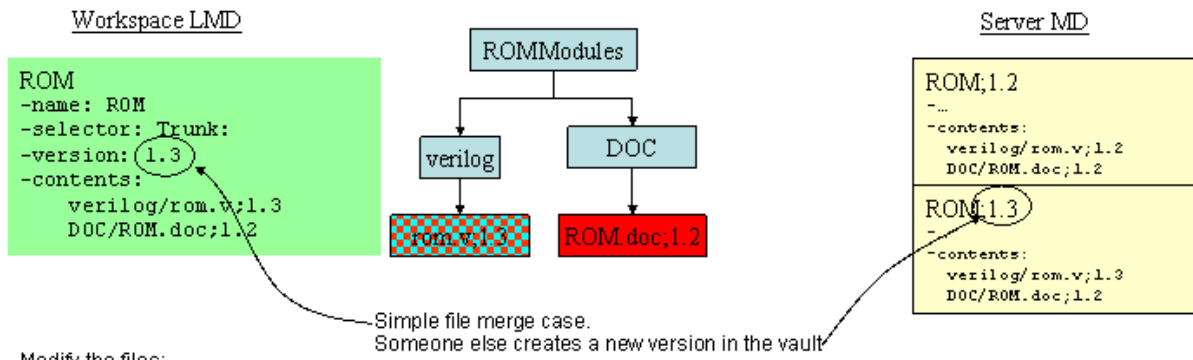 Workspace LMD
ROM
-name: ROM
-selector: Trunk:
-version: 1.3
-contents:
verilog/rom.v;1.3
DOC/ROM.doc;1.2
ROMModules
verilog
DOC
rom.v;1.3
ROM.doc;1.2
Server MD
ROM;1.2
-…
-contents:
verilog/rom.v;1.2
DOC/ROM.doc;1.2
ROM;1.3
-…
-contents:
verilog/rom.v;1.3
DOC/ROM.doc;1.2
Simple file merge case.
Someone else creates a new version in the vault
Modify the files: